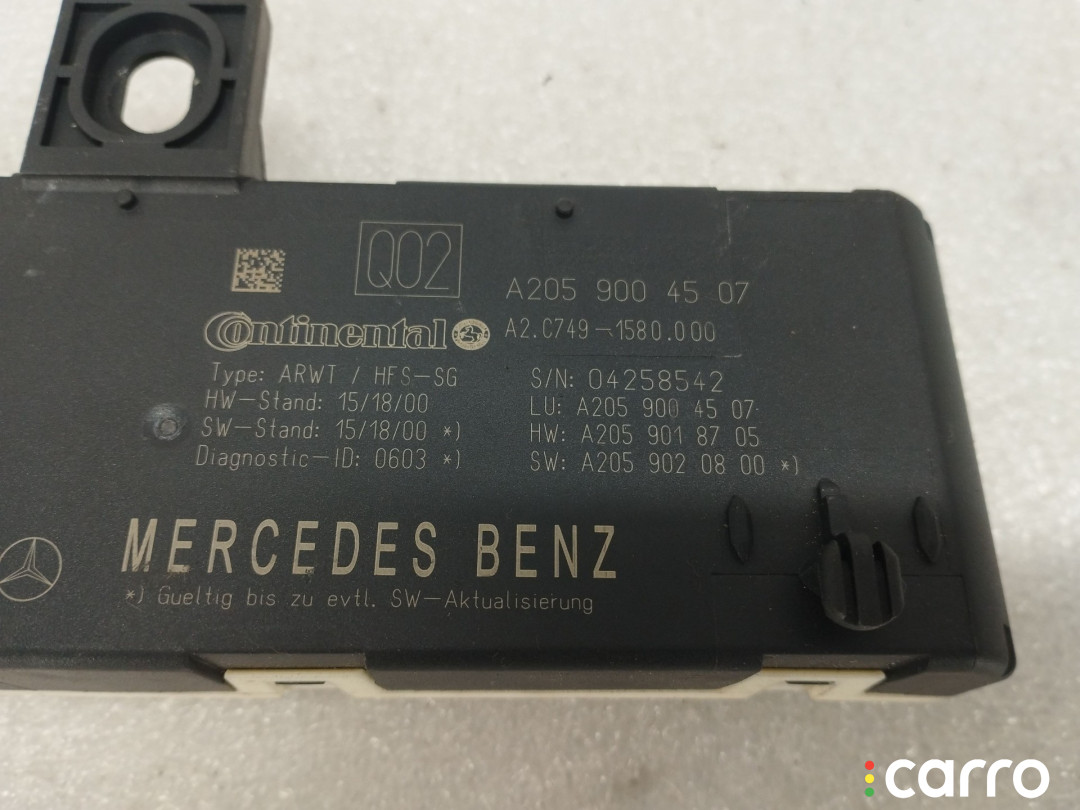 Q02
A205 900 45 07
Continental
A2.C749-1580.000
Type: ARWT / HFS-SG
HW-Stand: 15/18/00
SW-Stand: 15/18/00 *)
Diagnostic-ID: 0603 *)
S/N: 04258542
LU: A205 900 45 07
HW: A205 901 87 05
SW: A205 902 08 00 *)
MERCEDES BENZ
*) Gueltig bis zu evtl. SW-Aktualisierung
carro